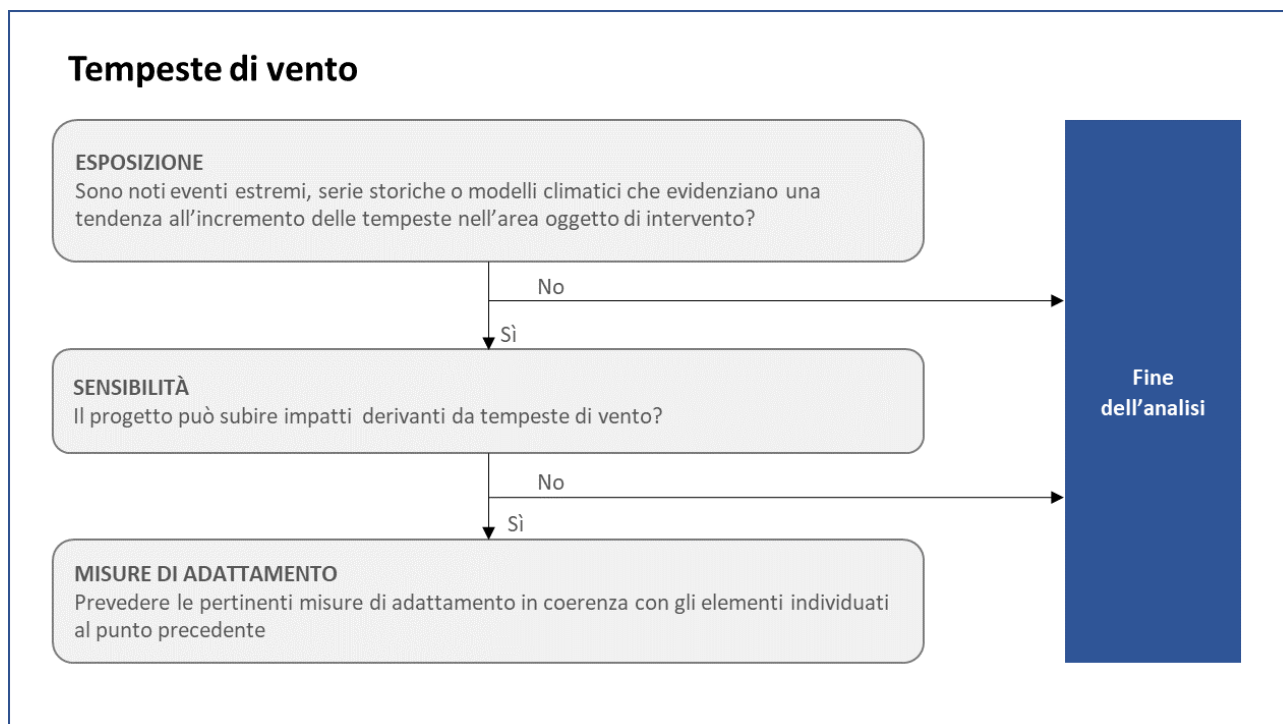 Tempeste di vento
ESPOSIZIONE
Sono noti eventi estremi, serie storiche o modelli climatici che evidenziano una
tendenza all’incremento delle tempeste nell’area oggetto di intervento?
No
Sì
SENSIBILITÀ
Il progetto può subire impatti derivanti da tempeste di vento?
Fine
dell’analisi
No
Sì
MISURE DI ADATTAMENTO
Prevedere le pertinenti misure di adattamento in coerenza con gli elementi individuati
al punto precedente